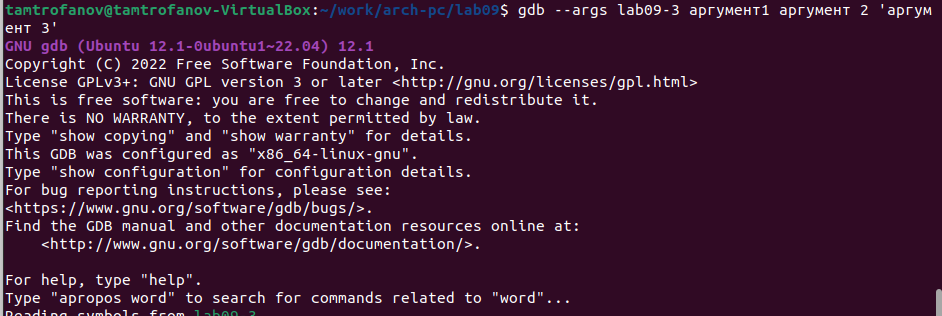 tamtrofanov@tamtrofanov-VirtualBox:~/work/arch-pc/lab09$ gdb --args lab09-3 аргумент1 аргумент 2 'аргум
ент 3'
GNU gdb (Ubuntu 12.1-0ubuntu1~22.04) 12.1
Copyright (C) 2022 Free Software Foundation, Inc.
License GPLv3+: GNU GPL version 3 or later <http://gnu.org/licenses/gpl.html>
This is free software: you are free to change and redistribute it.
There is NO WARRANTY, to the extent permitted by law.
Type "show copying" and "show warranty" for details.
This GDB was configured as "x86_64-linux-gnu".
Type "show configuration" for configuration details.
For bug reporting instructions, please see:
<https://www.gnu.org/software/gdb/bugs/>.
Find the GDB manual and other documentation resources online at:
    <http://www.gnu.org/software/gdb/documentation/>.

For help, type "help".
Type "apropos word" to search for commands related to "word"...
Reading symbols from lab09-3